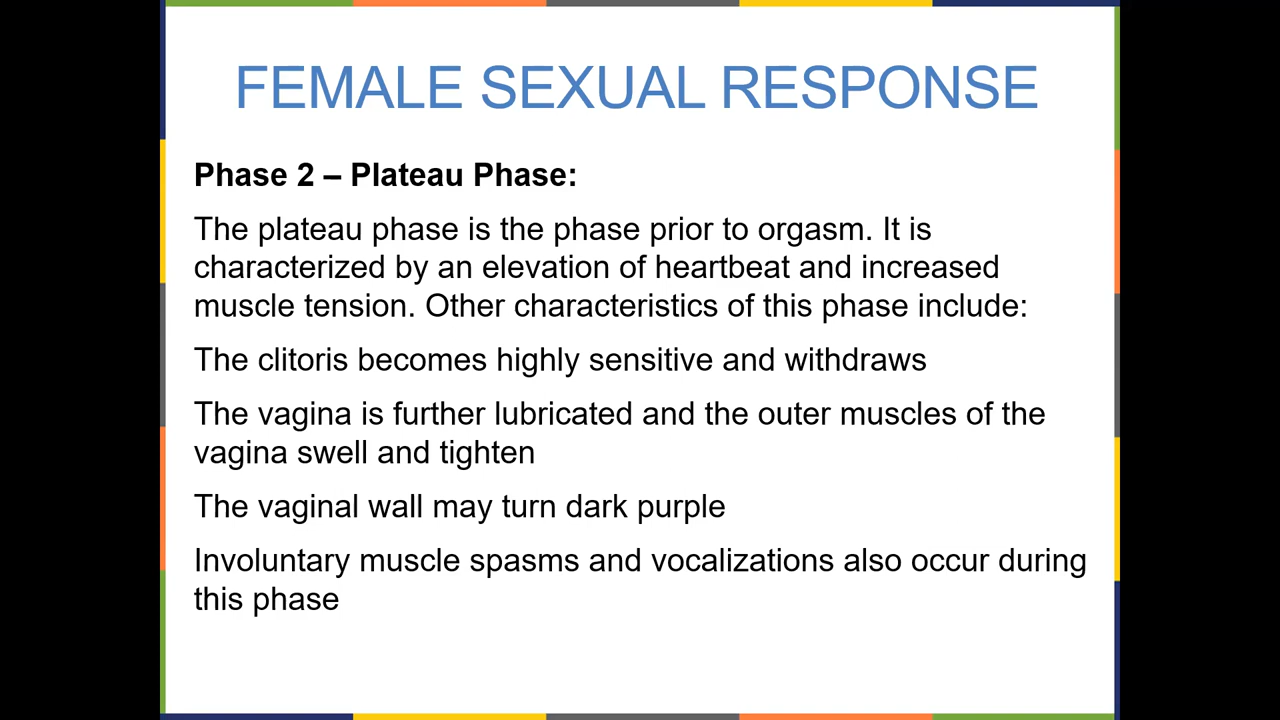 FEMALE SEXUAL RESPONSE
Phase 2 – Plateau Phase:
The plateau phase is the phase prior to orgasm. It is
characterized by an elevation of heartbeat and increased
muscle tension. Other characteristics of this phase include:
The clitoris becomes highly sensitive and withdraws
The vagina is further lubricated and the outer muscles of the
vagina swell and tighten
The vaginal wall may turn dark purple
Involuntary muscle spasms and vocalizations also occur during
this phase